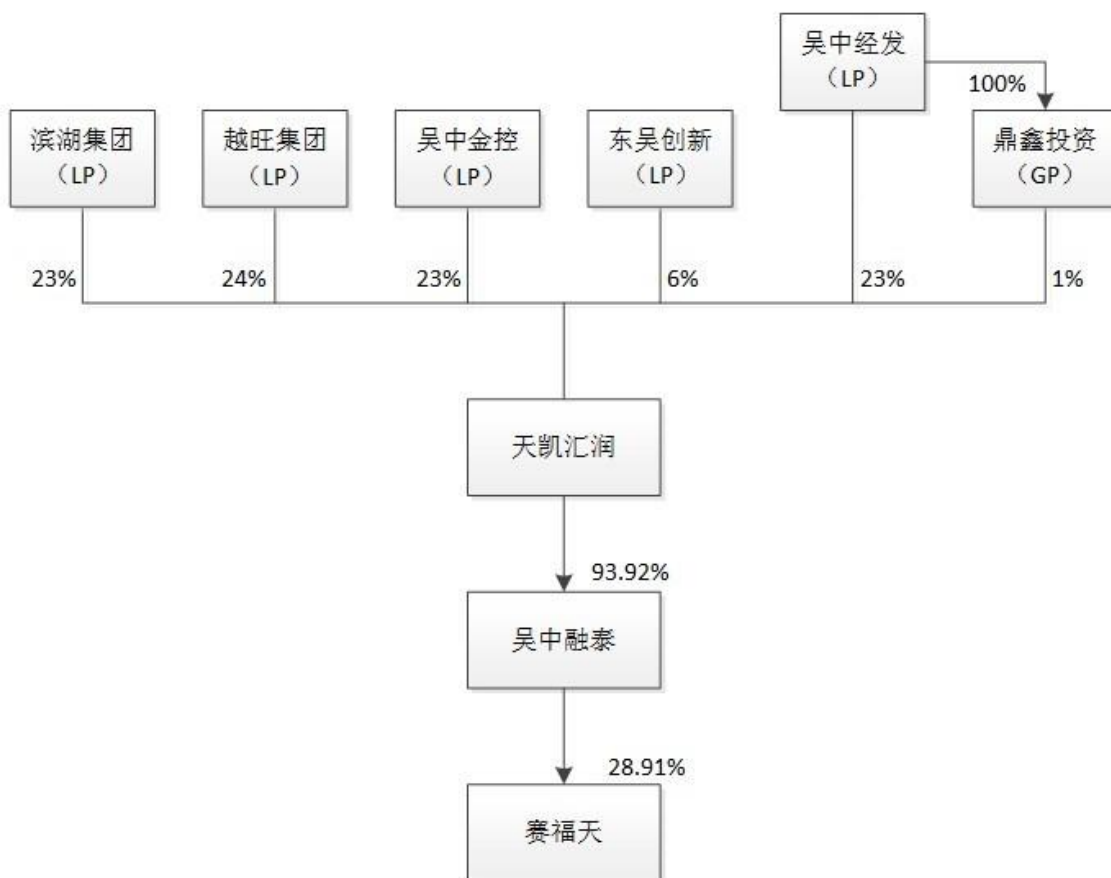 吴中经发
（LP）
100%
滨湖集团
（LP）
越旺集团
（LP）
吴中金控
（LP）
东吴创新
（LP）
鼎鑫投资
（GP）
23%
24%
23%
6%
23%
1%
天凯汇润
93.92%
吴中融泰
28.91%
赛福天